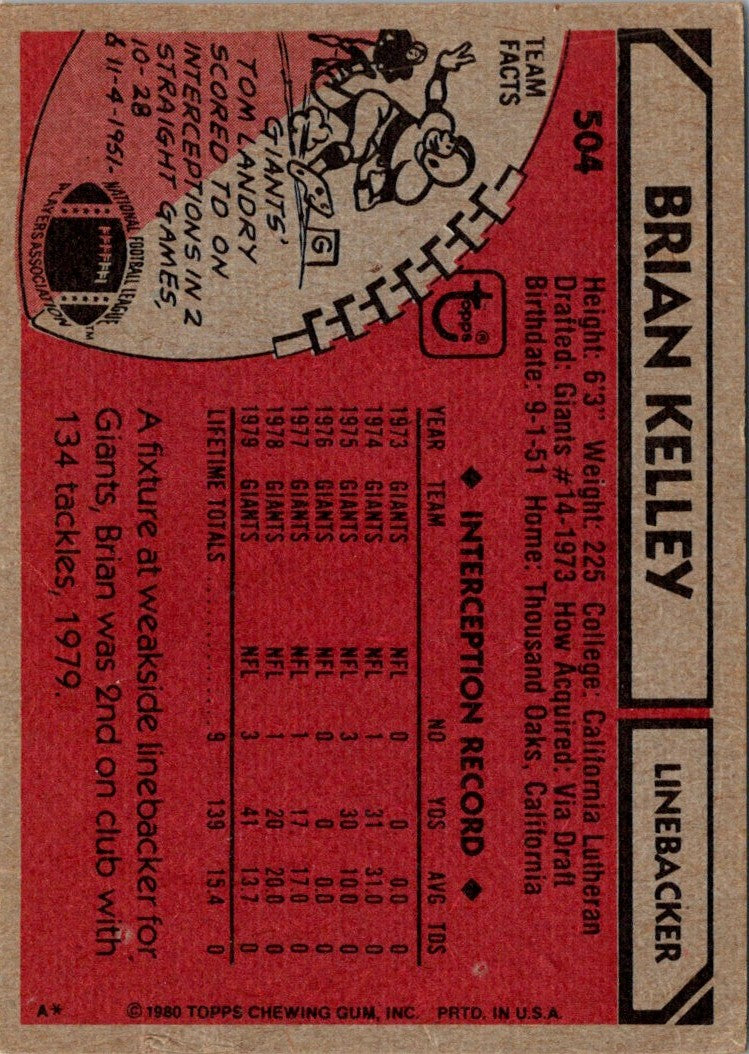 BRIAN KELLEY
LINEBACKER
504
Height: 6'3" Weight: 225 College: California Lutheran
Drafted: Giants #14-1973 How Acquired: Via Draft
Birthdate: 9-1-51 Home: Thousand Oaks, California
TEAM
FACTS
G
GIANTS'
TOM LANDRY
SCORED TD ON
INTERCEPTIONS IN 2
STRAIGHT GAMES,
10-28
& 11-4-1951.
NATIONAL FOOTBALL LEAGUE
PLAYERS ASSOCIATION
TM
Topps®
◆ INTERCEPTION RECORD ◆
YEAR TEAM NO YDS AVG TDS
1973 GIANTS NFL 0 0 0.0 0
1974 GIANTS NFL 1 31 31.0 0
1975 GIANTS NFL 3 30 10.0 0
1976 GIANTS NFL 0 0 0.0 0
1977 GIANTS NFL 1 17 17.0 0
1978 GIANTS NFL 1 20 20.0 0
1979 GIANTS NFL 3 41 13.7 0
LIFETIME TOTALS 9 139 15.4 0
A fixture at weakside linebacker for
Giants, Brian was 2nd on club with
134 tackles, 1979.
A* © 1980 TOPPS CHEWING GUM, INC. PRTD. IN U.S.A.